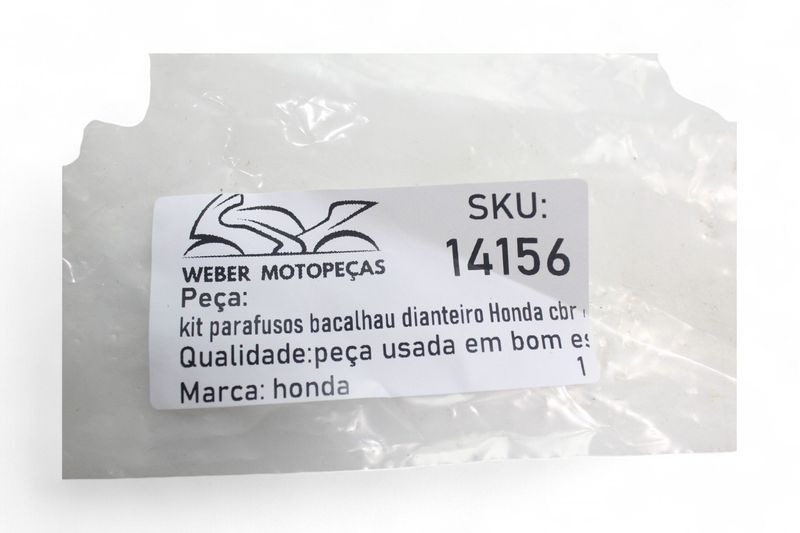 SKU:
14156
WEBER MOTOPEÇAS
Peça:
kit parafusos bacalhau dianteiro Honda cbr
Qualidade:peça usada em bom es
1
Marca: honda